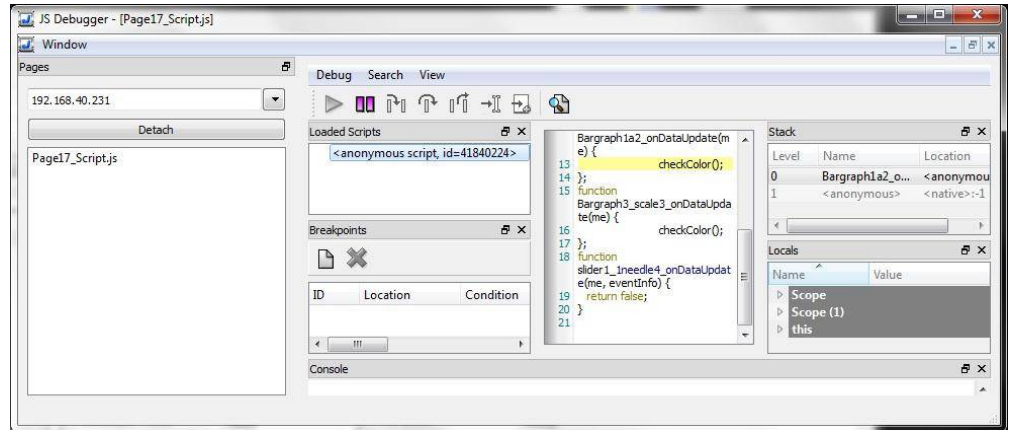 JS Debugger - [Page17_Script.js]
Window
Pages
192.168.40.231
Detach
Page17_Script.js
Debug Search View
Loaded Scripts
<anonymous script, id=41840224>
Breakpoints
ID Location Condition
Bargraph1a2_onDataUpdate(m
e) {
13 checkColor();
14 };
15 function
Bargraph3_scale3_onDataUpda
te(me) {
16 checkColor();
17 };
18 function
slider1_1needle4_onDataUpdat
e(me, eventInfo) {
19 return false;
20 }
21
Stack
Level Name Location
0 Bargraph1a2_o... <anonymou
1 <anonymous> <native>:-1
Locals
Name Value
Scope
Scope (1)
this
Console